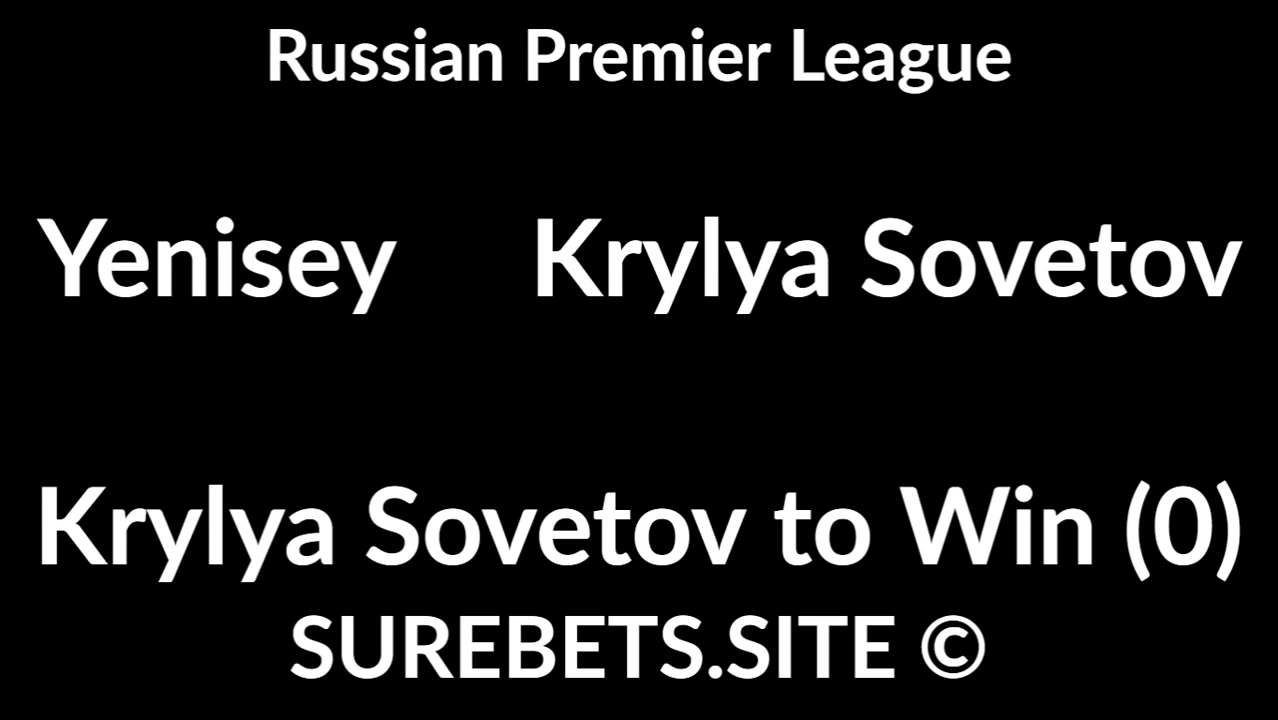 Russian Premier League
Yenisey Krylya Sovetov
Krylya Sovetov to Win (0)
SUREBETS.SITE ©